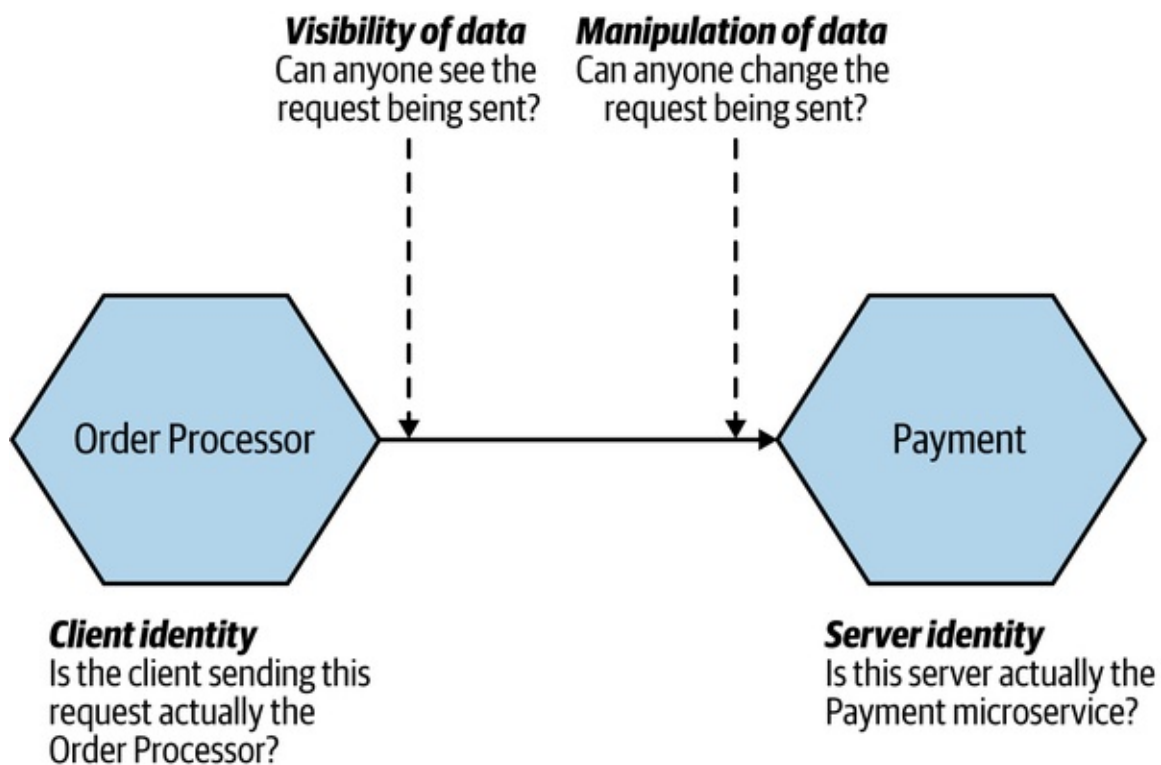 Visibility of data
Can anyone see the
request being sent?
Manipulation of data
Can anyone change the
request being sent?
Order Processor
Payment
Client identity
Is the client sending this
request actually the
Order Processor?
Server identity
Is this server actually the
Payment microservice?